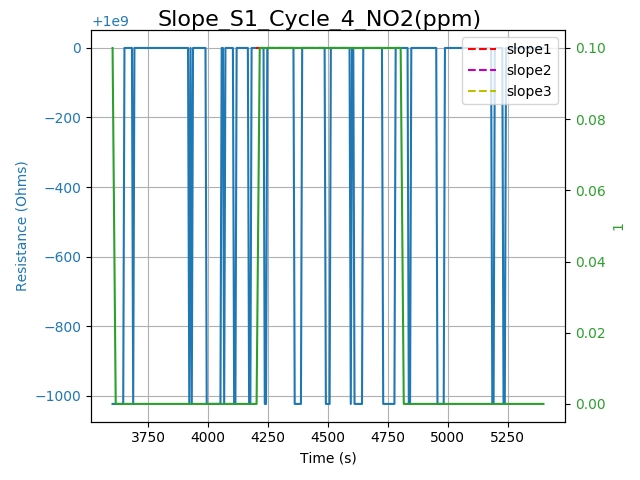 Slope_S1_Cycle_4_NO2(ppm)
+1e9
0
−200
−400
−600
−800
−1000
Resistance (Ohms)
slope1
slope2
slope3
0.10
0.08
0.06
0.04
0.02
0.00
1
3750
4000
4250
4500
4750
5000
5250
Time (s)